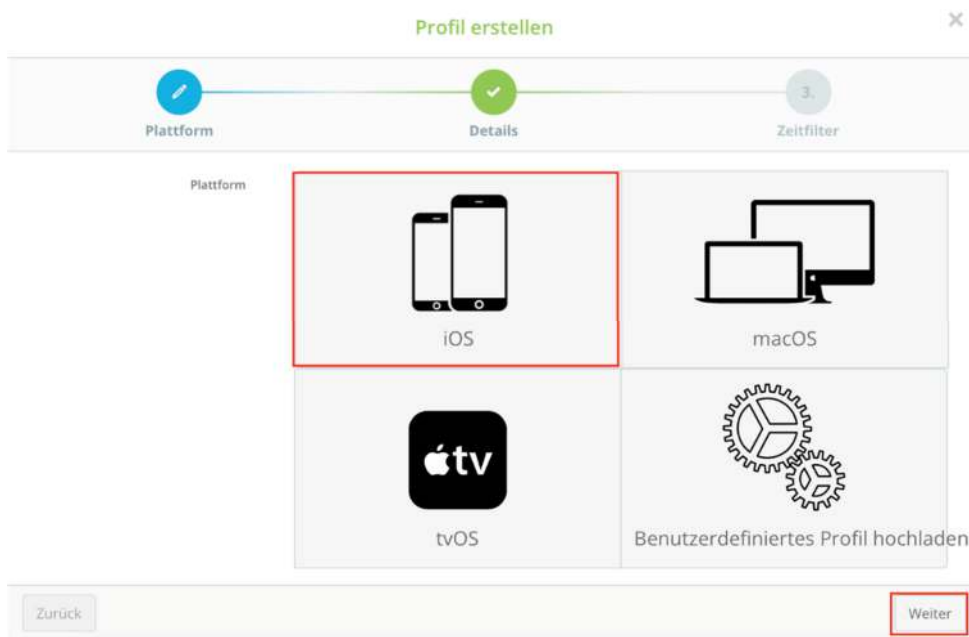 Profil erstellen
3.
Plattform
Details
Zeitfilter
Plattform
iOS
macOS
tv
tvOS
Benutzerdefiniertes Profil hochladen
Zurück
Weiter